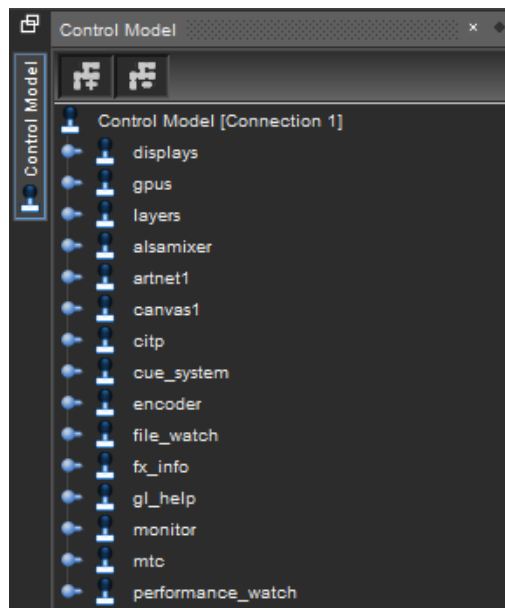 Control Model
Control Model
Control Model [Connection 1]
displays
gpus
layers
alsamixer
artnet1
canvas1
citp
cue_system
encoder
file_watch
fx_info
gl_help
monitor
mtc
performance_watch